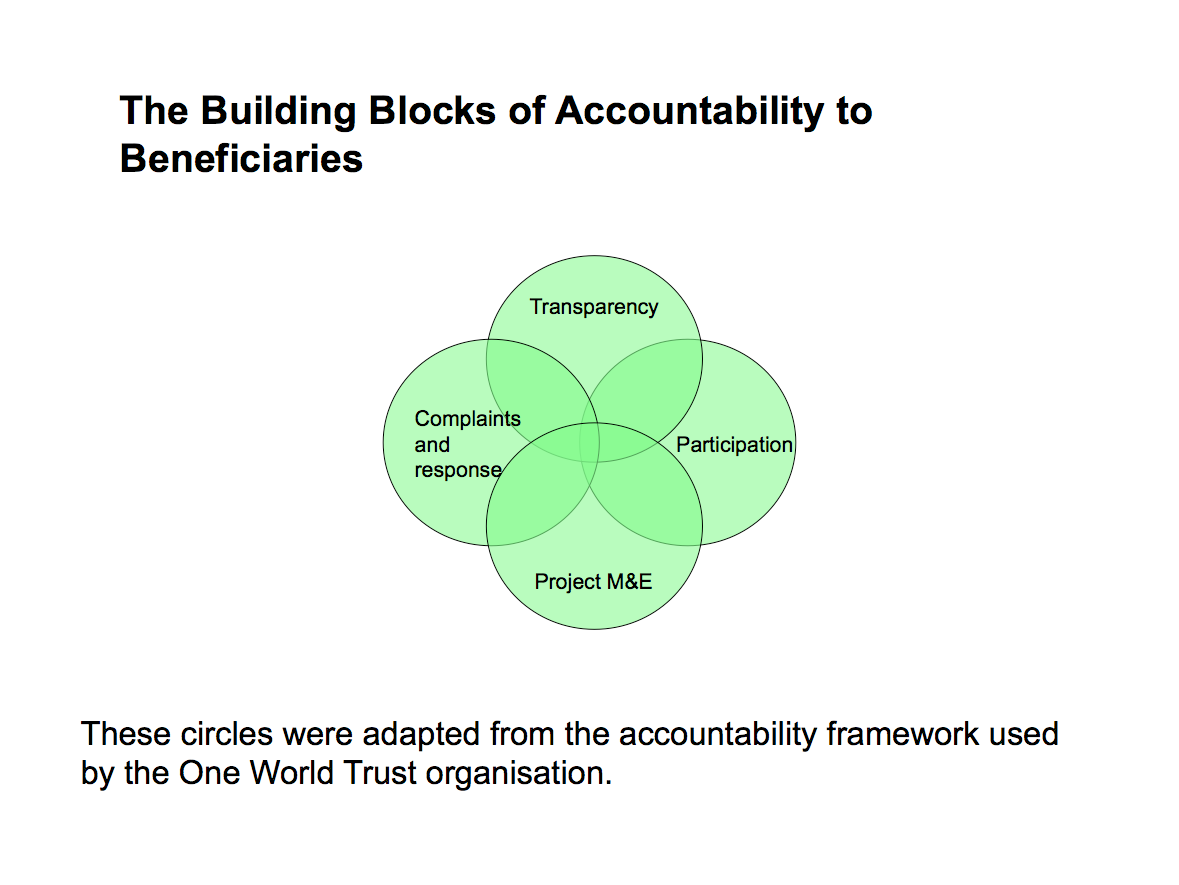 The Building Blocks of Accountability to
Beneficiaries
Transparency
Complaints
and
response
Participation
Project M&E
These circles were adapted from the accountability framework used
by the One World Trust organisation.